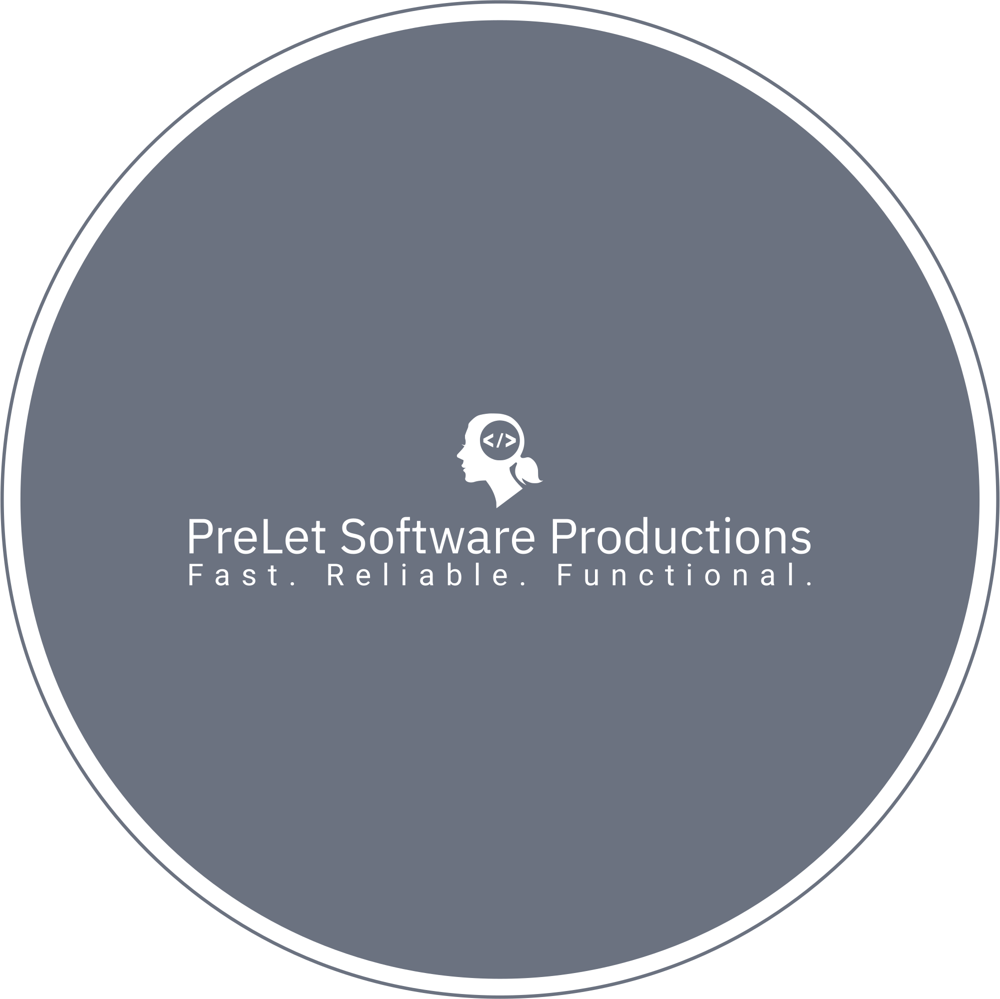 </>
PreLet Software Productions
Fast. Reliable. Functional.